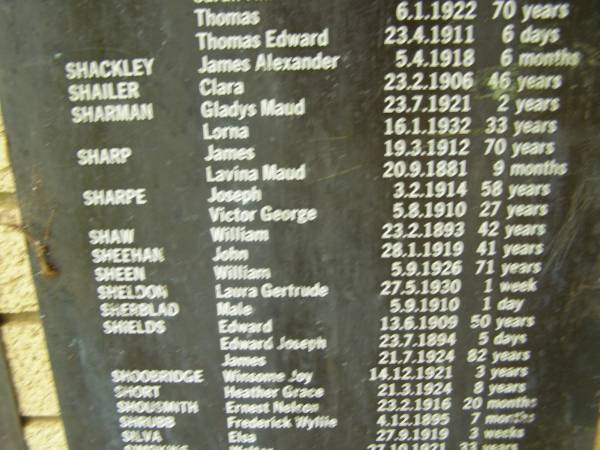 Thomas 6.1.1922 70 years
Thomas Edward 23.4.1911 6 days
SHACKLEY James Alexander 5.4.1918 6 months
SHAILER Clara 23.2.1906 46 years
SHARMAN Gladys Maud 23.7.1921 2 years
Lorna 16.1.1932 33 years
SHARP James 19.3.1912 70 years
Lavina Maud 20.9.1881 9 months
SHARPE Joseph 3.2.1914 58 years
Victor George 5.8.1910 27 years
SHAW William 23.2.1893 42 years
SHEEHAN John 28.1.1919 41 years
SHEEN William 5.9.1926 71 years
SHELDON Laura Gertrude 27.5.1930 1 week
SHERBLAD Male 5.9.1910 1 day
SHIELDS Edward 13.6.1909 50 years
Edward Joseph 23.7.1894 5 days
James 21.7.1924 82 years
SHOOBRIDGE Winsome Joy 14.12.1921 3 years
SHORT Heather Grace 21.3.1924 8 years
SHOUSMITH Ernest Nelson 23.2.1916 20 months
SHRUBB Frederick Wyllie 4.12.1895 7 months
SILVA Elsa 27.9.1919 3 weeks
Walter 27.10.1921 33 years